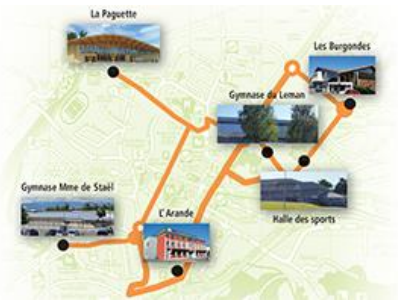 La Paguette
Les Burgondes
Gymnase du Leman
Gymnase Mme de Staël
L'Arande
Halle des sports